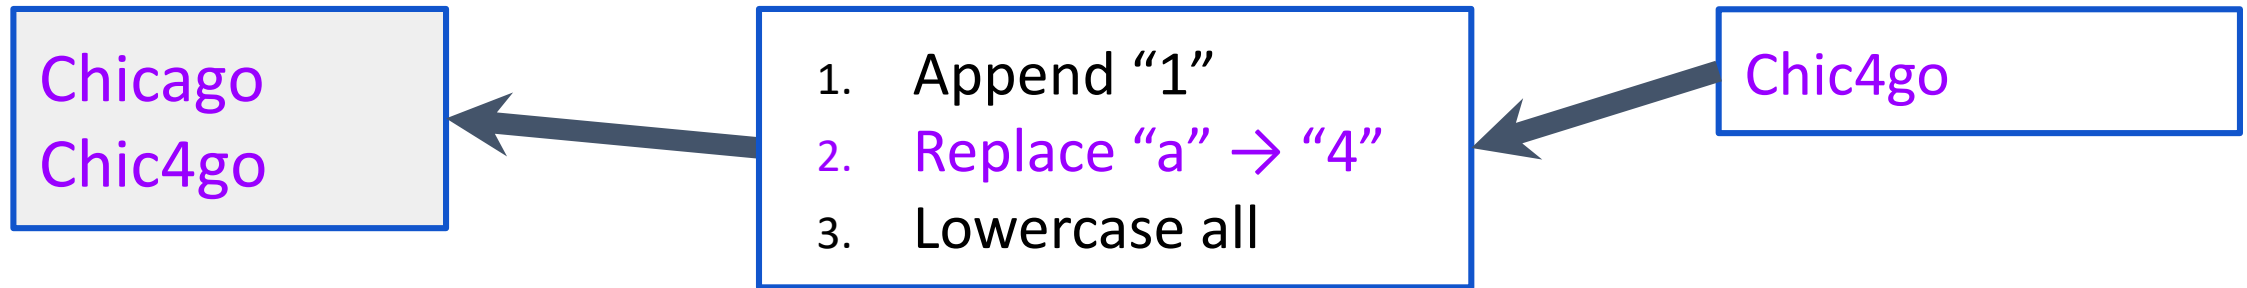 Chicago
Chic4go
1. Append “1”
2. Replace “a” → “4”
3. Lowercase all
Chic4go